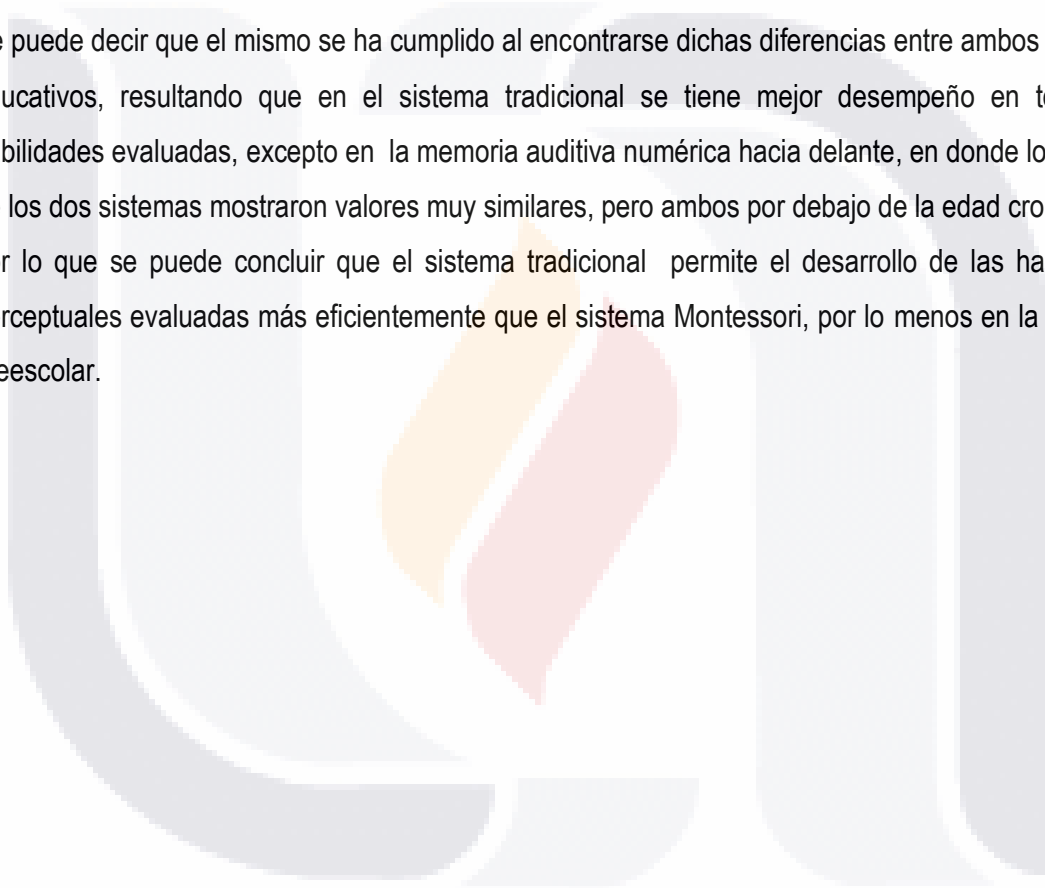 e puede decir que el mismo se ha cumplido al encontrarse dichas diferencias entre ambos
ucativos, resultando que en el sistema tradicional se tiene mejor desempeño en t
bilidades evaluadas, excepto en la memoria auditiva numérica hacia delante, en donde lo
los dos sistemas mostraron valores muy similares, pero ambos por debajo de la edad cro
r lo que se puede concluir que el sistema tradicional permite el desarrollo de las ha
rceptuales evaluadas más eficientemente que el sistema Montessori, por lo menos en la
eescolar.